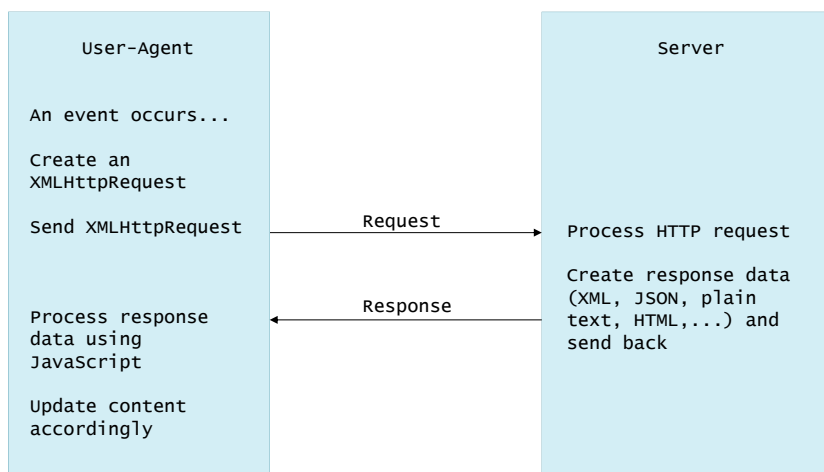 User-Agent
An event occurs...
Create an
XMLHttpRequest
Send XMLHttpRequest
Request
Server
Process HTTP request
Create response data
(XML, JSON, plain
text, HTML,...) and
send back
Response
Process response
data using
JavaScript
Update content
accordingly